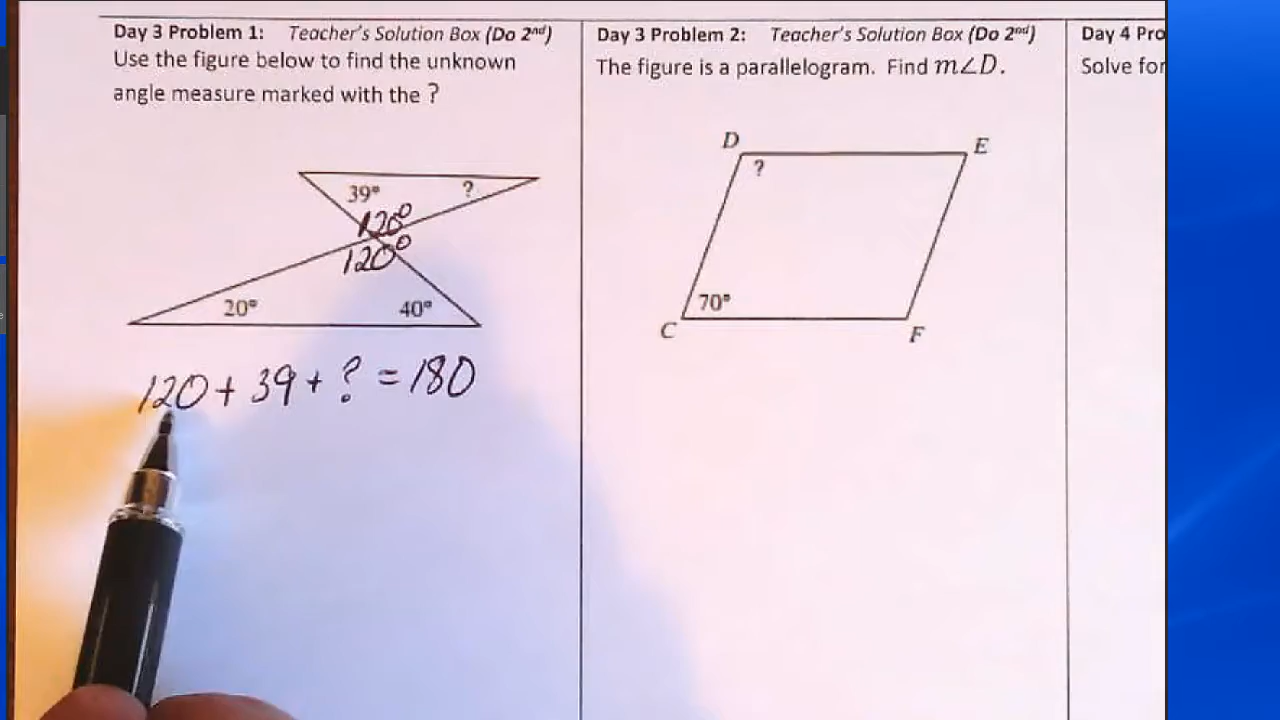 Day 3 Problem 1: Teacher's Solution Box (Do 2nd)
Use the figure below to find the unknown
angle measure marked with the ?
39°
?
120°
120°
20°
40°
120 + 39 + ? = 180
Day 3 Problem 2: Teacher's Solution Box (Do 2nd)
The figure is a parallelogram. Find m∠D.
D
E
?
70°
C
F
Day 4 Pro
Solve for